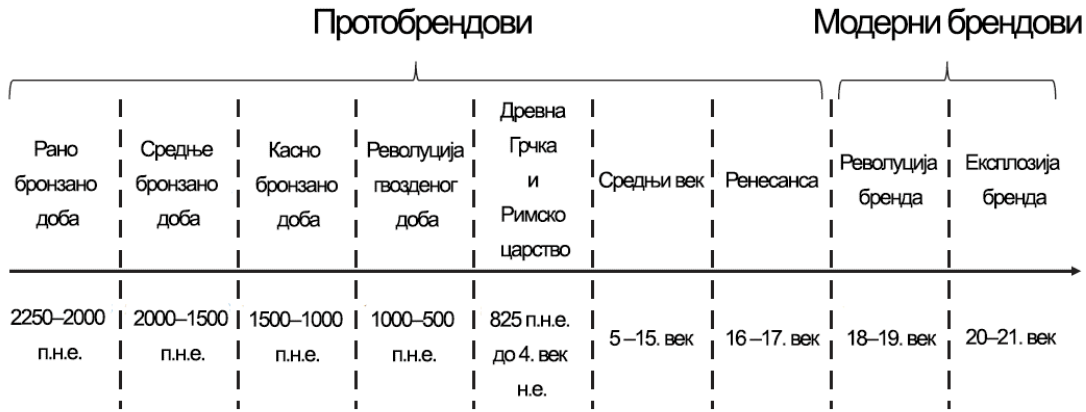 Протобрендови
Модерни брендови
Рано
бронзано
доба
Средње
бронзано
доба
Касно
бронзано
доба
Револуција
гвозденог
доба
Древна
Грчка
и
Римско
царство
Средњи век
Ренесанса
Револуција
бренда
Експлозија
бренда
2250–2000
п.н.е.
2000–1500
п.н.е.
1500–1000
п.н.е.
1000–500
п.н.е.
825 п.н.е.
до 4. век
н.е.
5 –15. век
16 –17. век
18–19. век
20–21. век